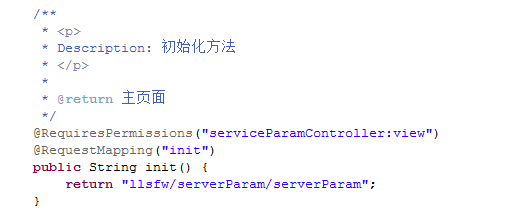 /**
 * <p>
 * Description: 初始化方法
 * </p>
 *
 * @return 主页面
 */
@RequiresPermissions("serviceParamController:view")
@RequestMapping("init")
public String init() {
    return "llsfw/serverParam/serverParam";
}